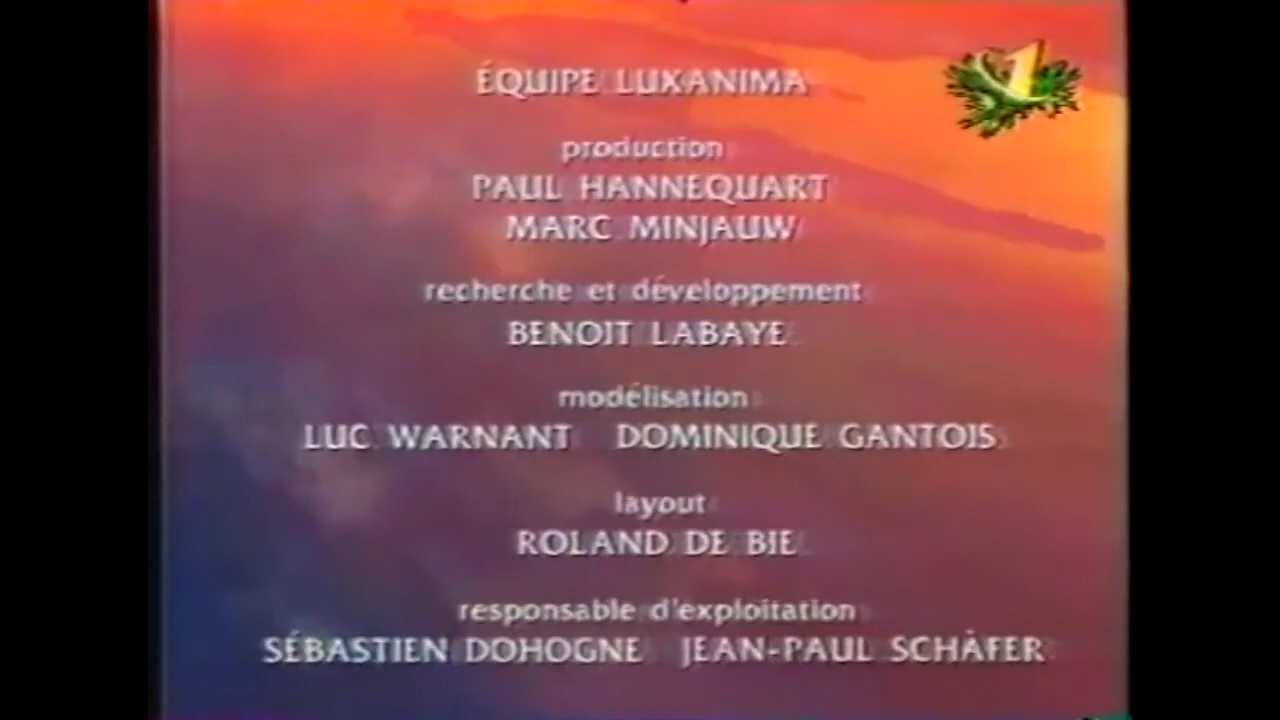 ÉQUIPE LUXANIMA
1
production
PAUL HANNEQUART
MARC MINJAUW
recherche et développement
BENOIT LABAYE
modélisation
LUC WARNANT DOMINIQUE GANTOIS
layout
ROLAND DE BIE
responsable d'exploitation
SÉBASTIEN DOHOGNE JEAN-PAUL SCHÄFER